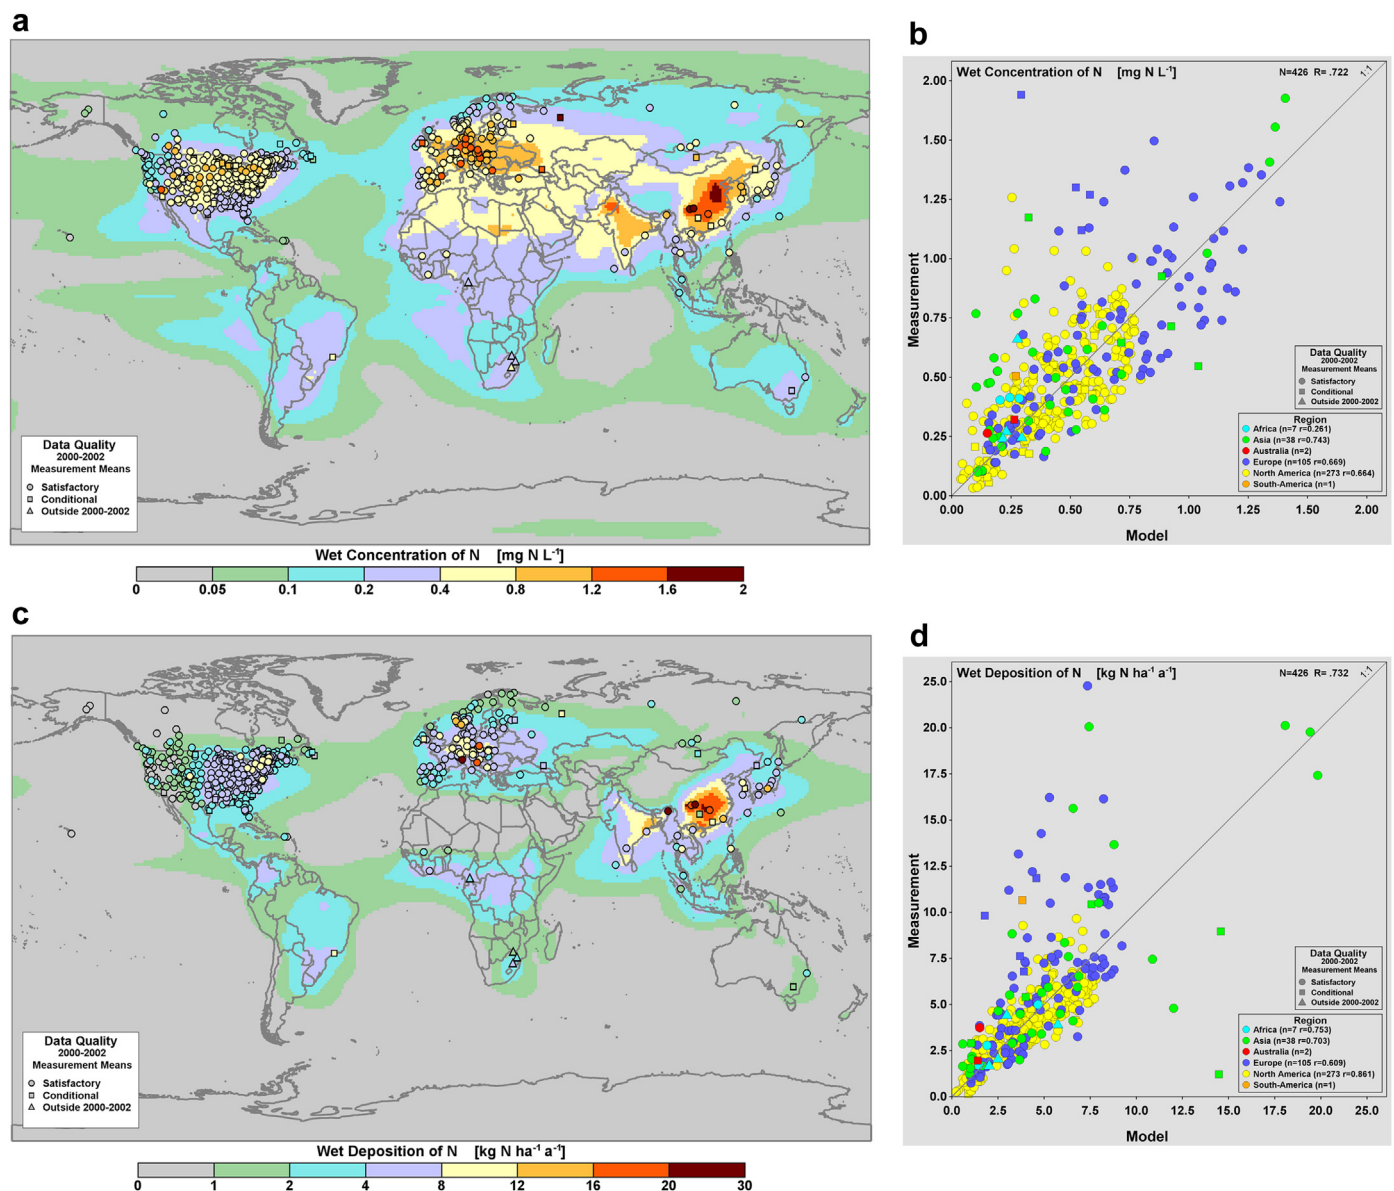 a
Data Quality
2000-2002
Measurement Means
Satisfactory
Conditional
Outside 2000-2002
Wet Concentration of N [mg N L⁻¹]
0 0.05 0.1 0.2 0.4 0.8 1.2 1.6 2
b
Wet Concentration of N [mg N L⁻¹]
N=426 R= .722
1:1
2.00
1.50
1.25
1.00
0.75
0.50
0.25
0.00
Measurement
Data Quality
2000-2002
Measurement Means
Satisfactory
Conditional
Outside 2000-2002
Region
Africa (n=7 r=0.261)
Asia (n=38 r=0.743)
Australia (n=2)
Europe (n=105 r=0.669)
North America (n=273 r=0.664)
South-America (n=1)
0.00 0.25 0.50 0.75 1.00 1.25 1.50 2.00
Model
c
Data Quality
2000-2002
Measurement Means
Satisfactory
Conditional
Outside 2000-2002
Wet Deposition of N [kg N ha⁻¹ a⁻¹]
0 1 2 4 8 12 16 20 30
d
Wet Deposition of N [kg N ha⁻¹ a⁻¹]
N=426 R= .732
1:1
25.0
20.0
17.5
15.0
12.5
10.0
7.5
5.0
2.5
0.0
Measurement
Data Quality
2000-2002
Measurement Means
Satisfactory
Conditional
Outside 2000-2002
Region
Africa (n=7 r=0.753)
Asia (n=38 r=0.703)
Australia (n=2)
Europe (n=105 r=0.609)
North America (n=273 r=0.861)
South-America (n=1)
0.0 2.5 5.0 7.5 10.0 12.5 15.0 17.5 20.0 25.0
Model